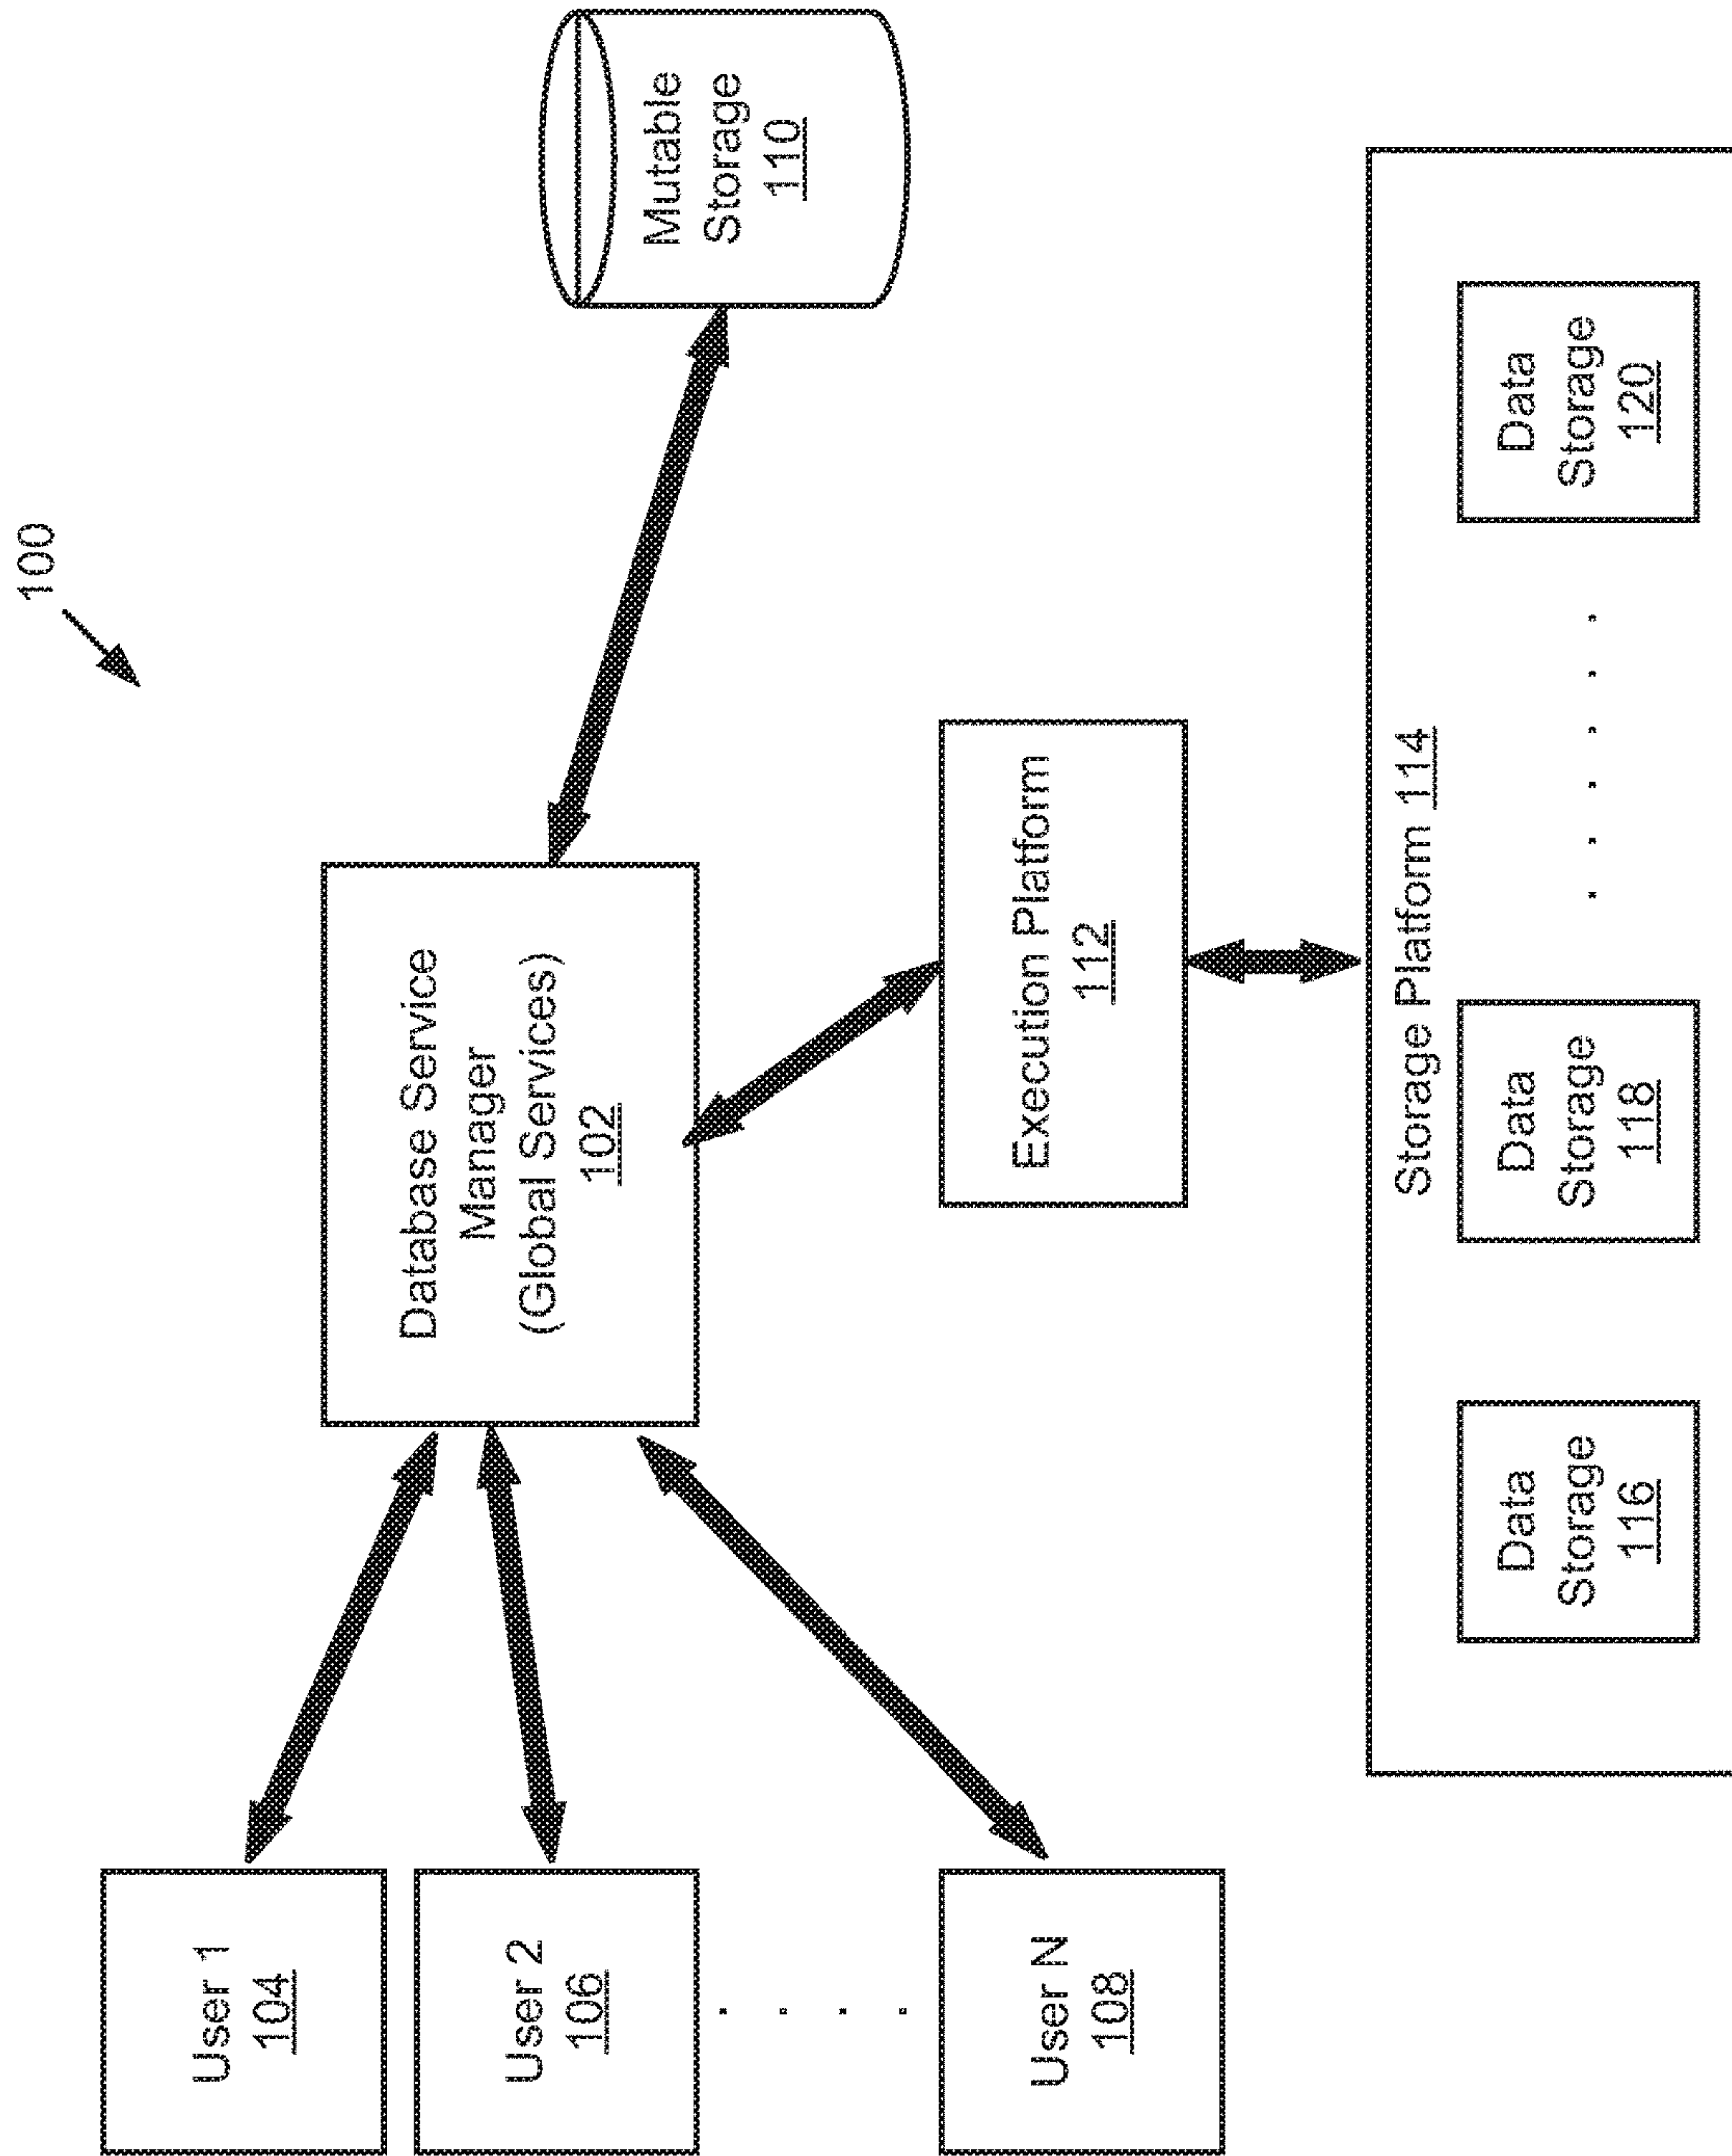 100
User 1
104
User 2
106
User N
108
Database Service
Manager
(Global Services)
102
Mutable
Storage
110
Execution Platform
112
Storage Platform 114
Data
Storage
116
Data
Storage
118
Data
Storage
120